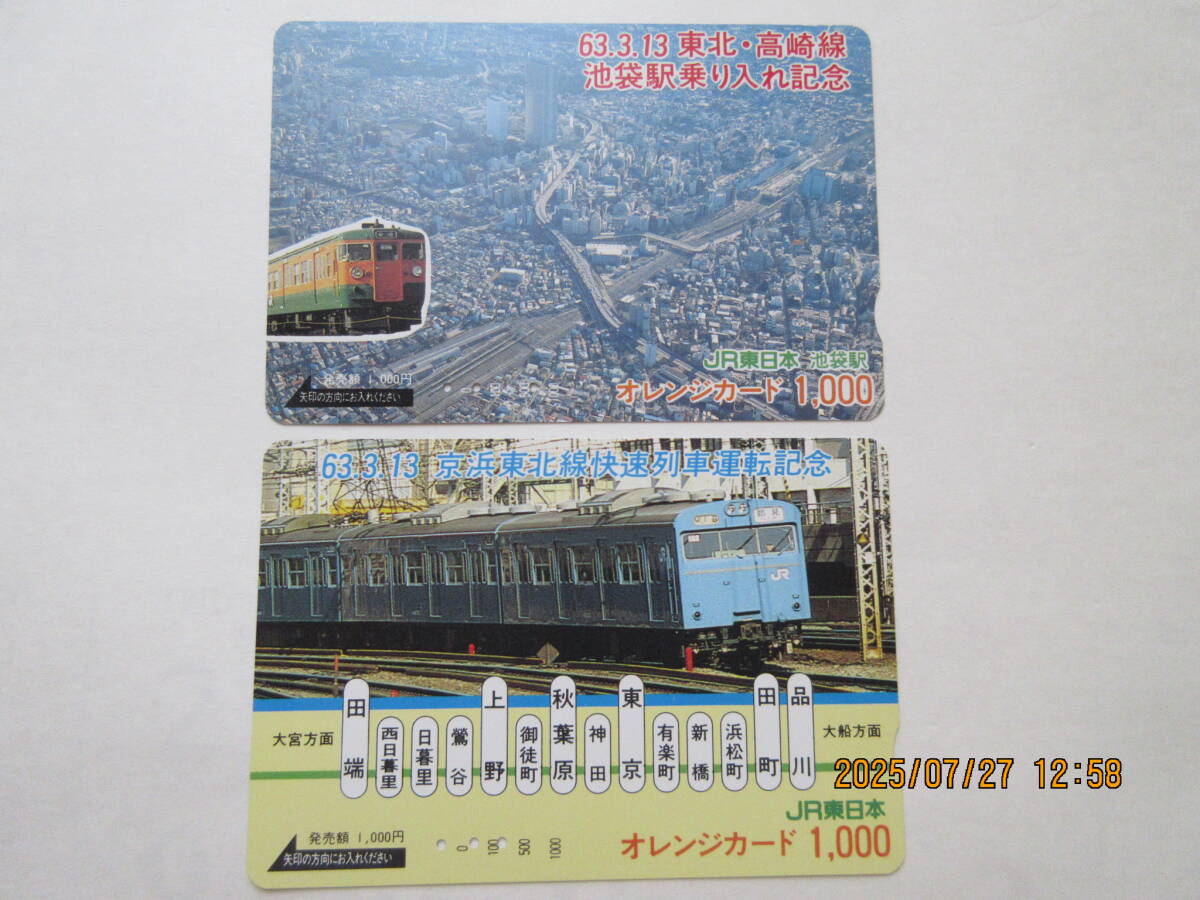 63.3.13 東北・高崎線
池袋駅乗り入れ記念
JR東日本 池袋駅
発売額 1,000円
矢印の方向にお入れください
オレンジカード 1,000
63.3.13 京浜東北線快速列車運転記念
JR
大宮方面
田端
西日暮里
日暮里
鶯谷
上野
御徒町
秋葉原
神田
東京
有楽町
新橋
浜松町
田町
品川
大船方面
2025/07/27 12:58
JR東日本
発売額 1,000円
矢印の方向にお入れください
0 100 500 1000
オレンジカード 1,000